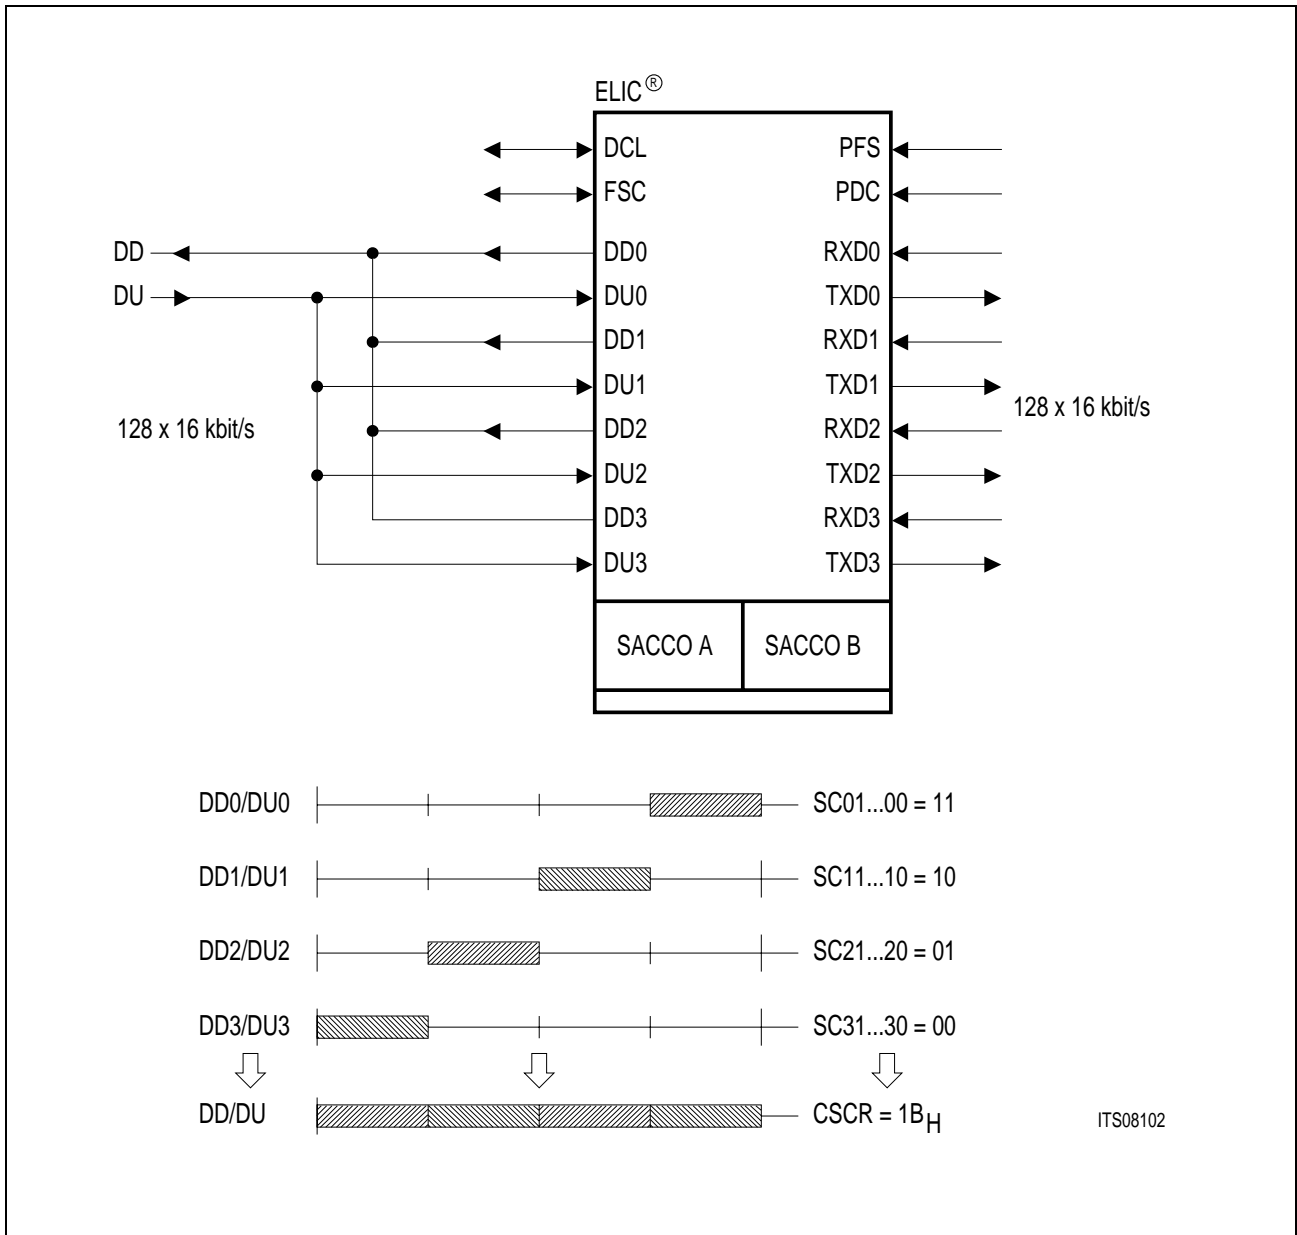 ELIC®
DCL PFS
FSC PDC
DD DD0 RXD0
DU DU0 TXD0
DD1 RXD1
DU1 TXD1
128 x 16 kbit/s
128 x 16 kbit/s
DD2 RXD2
DU2 TXD2
DD3 RXD3
DU3 TXD3
SACCO A SACCO B
DD0/DU0 SC01...00 = 11
DD1/DU1 SC11...10 = 10
DD2/DU2 SC21...20 = 01
DD3/DU3 SC31...30 = 00
DD/DU CSCR = 1BH
ITS08102